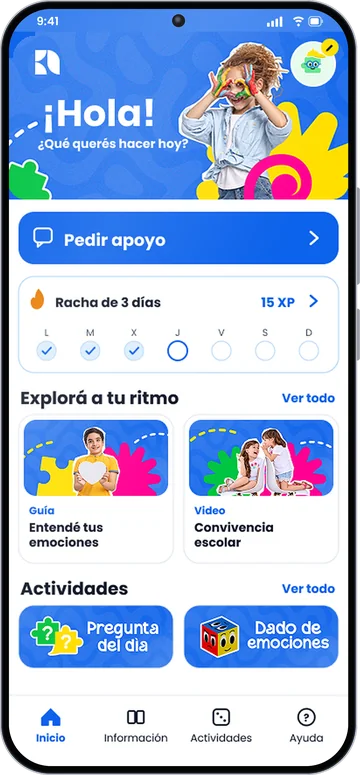 9:41
¡Hola!
¿Qué querés hacer hoy?
Pedir apoyo
Racha de 3 días
15 XP
L M X J V S D
Explorá a tu ritmo
Ver todo
Guía
Entendé tus
emociones
Video
Convivencia
escolar
Actividades
Ver todo
? ?
Pregunta
del día
Dado de
emociones
Inicio
Información
Actividades
?
Ayuda